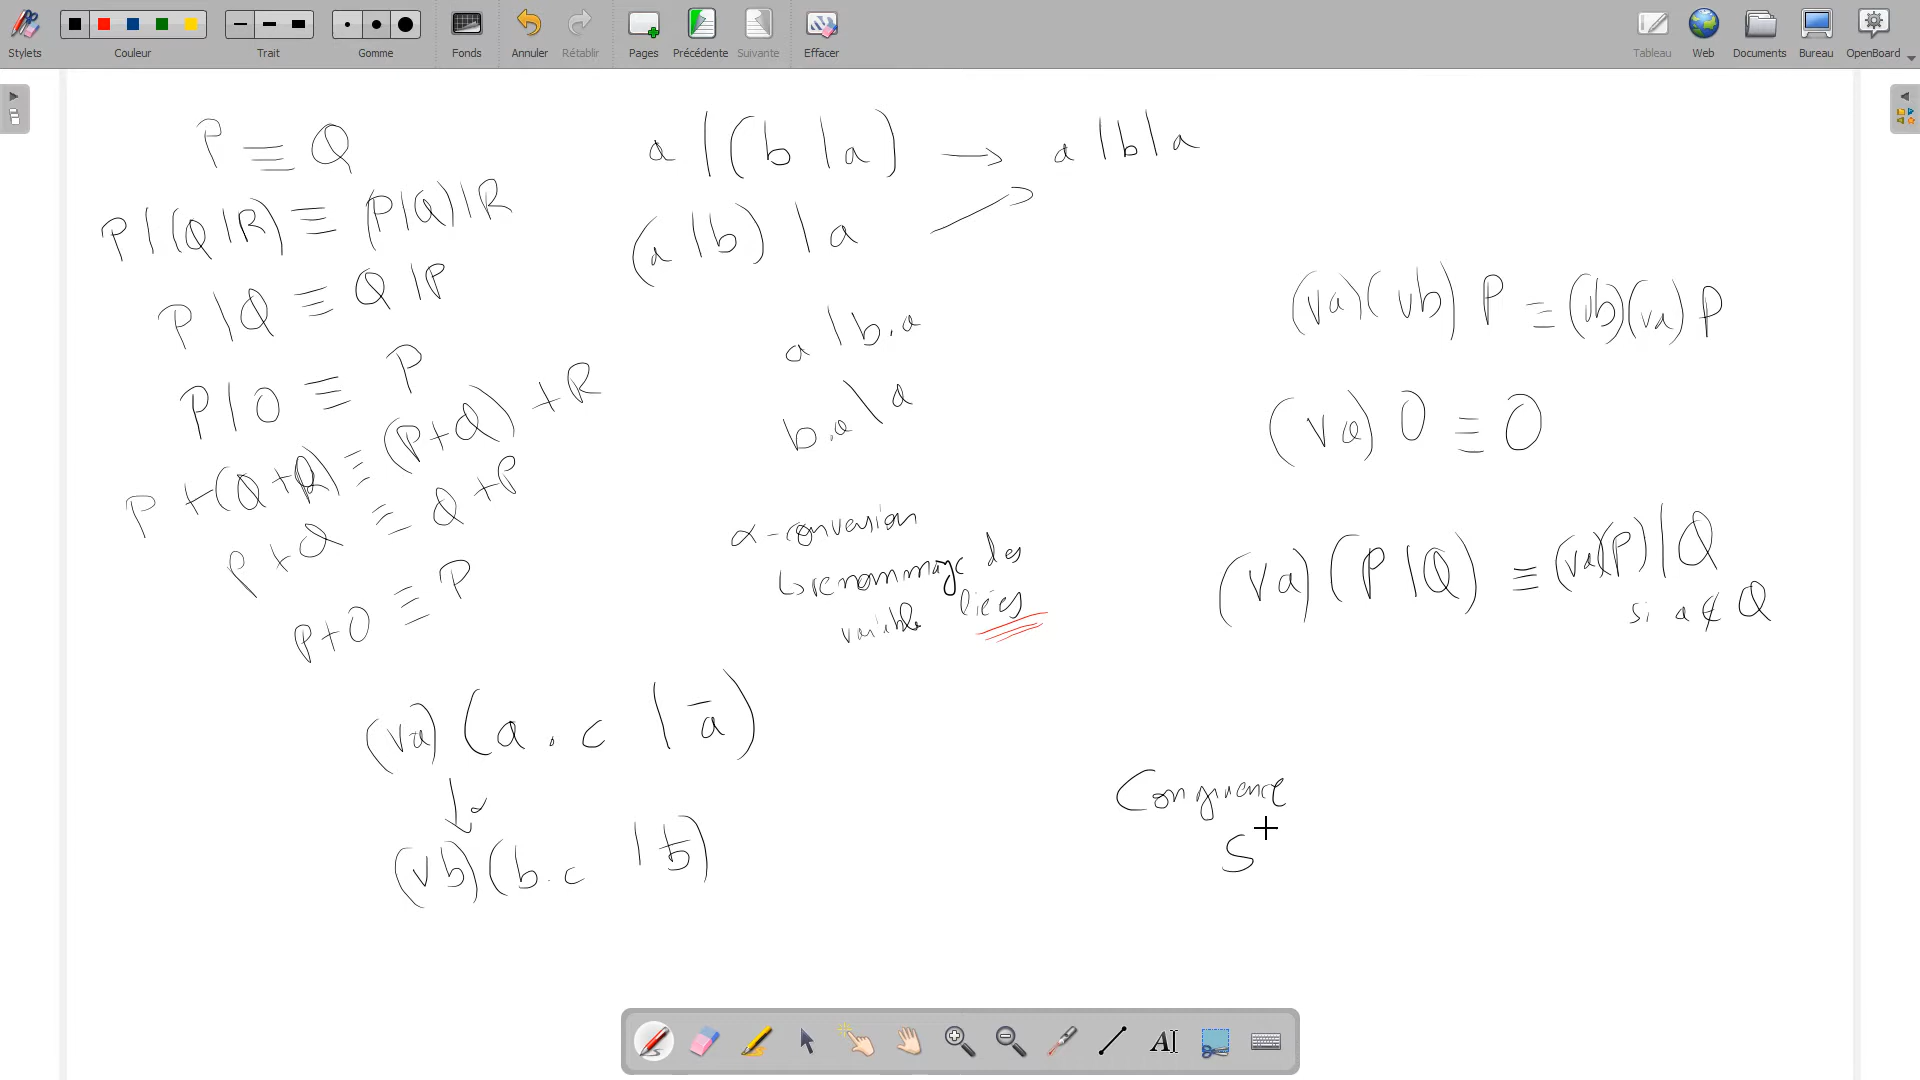 Stylets
Couleur
Trait
Gomme
Fonds
Annuler
Rétablir
Pages
Précédente
Suivante
Effacer
Tableau
Web
Documents
Bureau
OpenBoard
P ≡ Q
P | (Q | R) ≡ (P | Q) | R
P | Q ≡ Q | P
P | 0 ≡ P
P + (Q + R) ≡ (P + Q) + R
P + Q ≡ Q + P
P + 0 ≡ P
a | (b | a) → a | b | a
(a | b) | a
a | b.a
b.a | a
α-conversion
↳ renommage des
variable liées
(νa) (a . c | ā)
↓ α
(νb) (b . c | b̄)
(νa)(νb) P ≡ (νb)(νa) P
(νa) 0 ≡ 0
(νa) (P | Q) ≡ (νa)(P) | Q
si a ∉ Q
Congruence
S